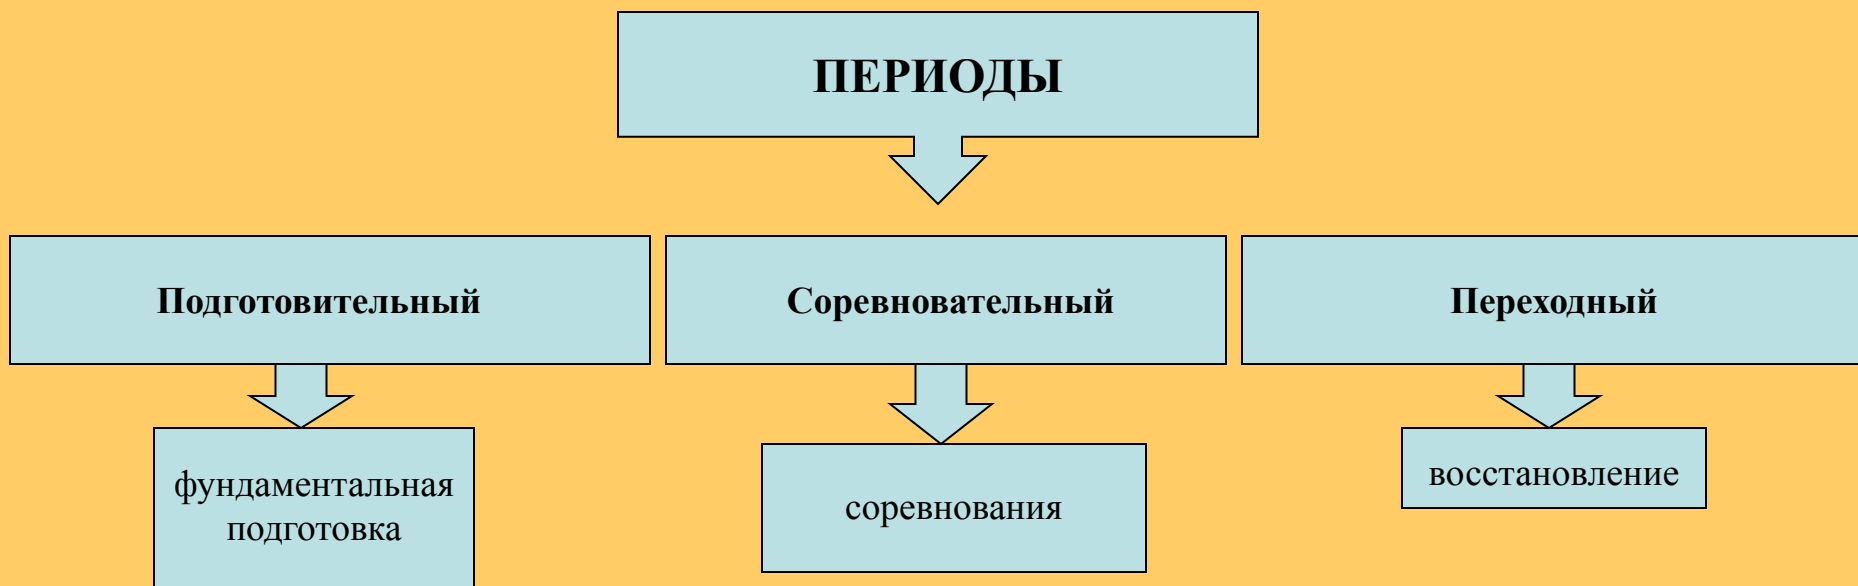 ПЕРИОДЫ
Подготовительный
Соревновательный
Переходный
фундаментальная
подготовка
соревнования
восстановление